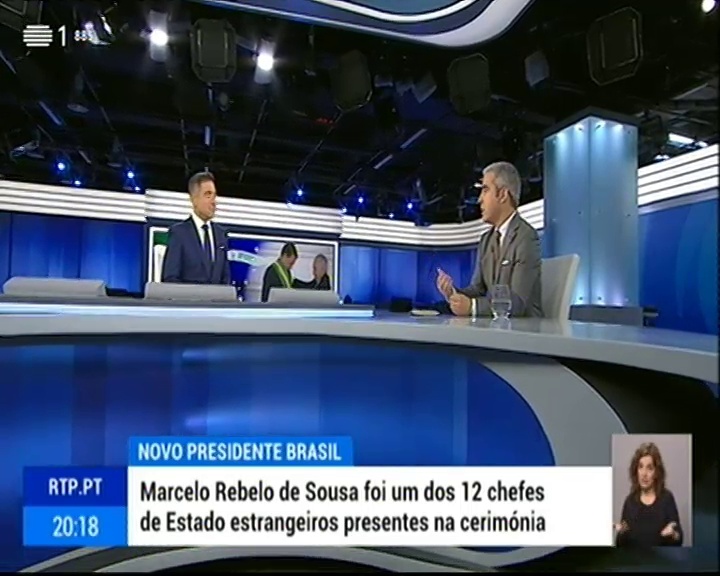 1
NOVO PRESIDENTE BRASIL
RTP.PT
20:18
Marcelo Rebelo de Sousa foi um dos 12 chefes
de Estado estrangeiros presentes na cerimónia